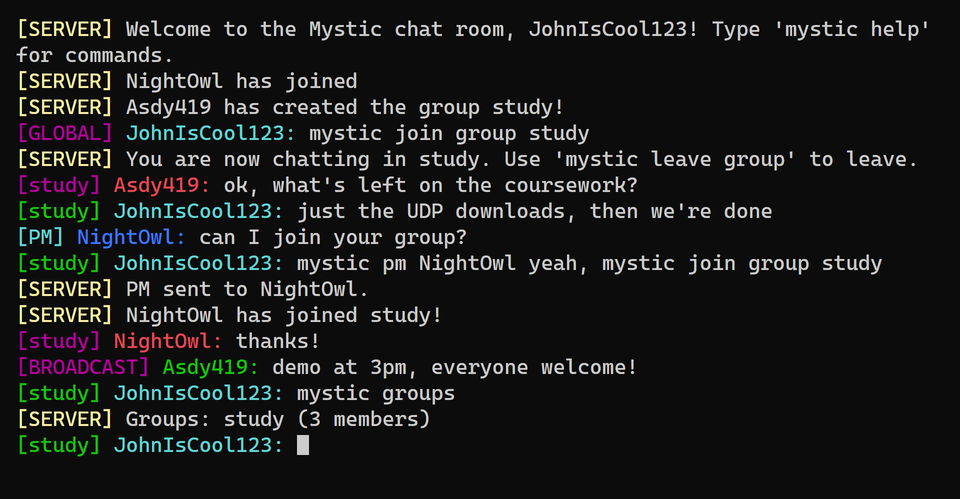 [SERVER] Welcome to the Mystic chat room, JohnIsCool123! Type 'mystic help'
for commands.
[SERVER] NightOwl has joined
[SERVER] Asdy419 has created the group study!
[GLOBAL] JohnIsCool123: mystic join group study
[SERVER] You are now chatting in study. Use 'mystic leave group' to leave.
[study] Asdy419: ok, what's left on the coursework?
[study] JohnIsCool123: just the UDP downloads, then we're done
[PM] NightOwl: can I join your group?
[study] JohnIsCool123: mystic pm NightOwl yeah, mystic join group study
[SERVER] PM sent to NightOwl.
[SERVER] NightOwl has joined study!
[study] NightOwl: thanks!
[BROADCAST] Asdy419: demo at 3pm, everyone welcome!
[study] JohnIsCool123: mystic groups
[SERVER] Groups: study (3 members)
[study] JohnIsCool123: